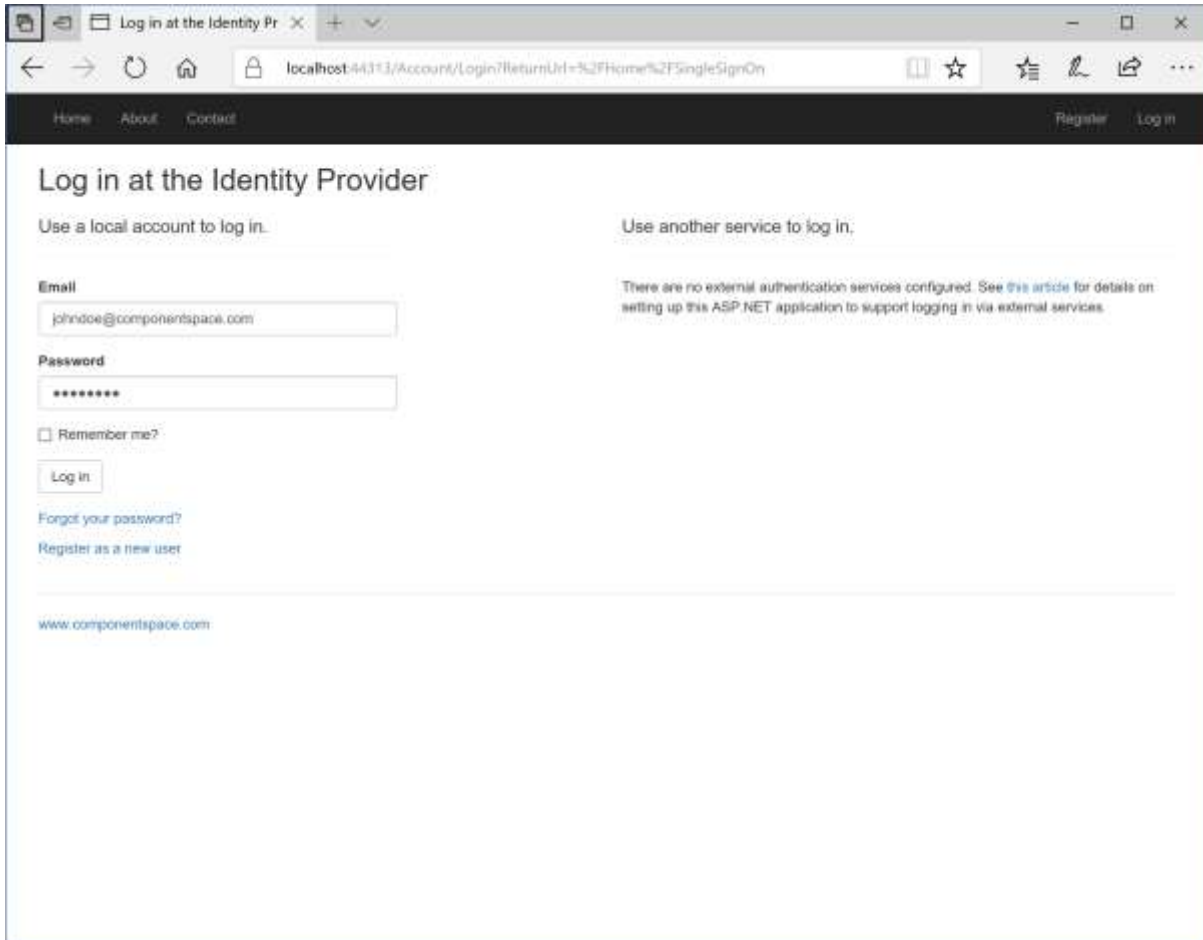 Log in at the Identity Pr
localhost:44313/Account/Login?ReturnUrl=%2FHome%2FSingleSignOn
Home About Contact Register Log in
Log in at the Identity Provider
Use a local account to log in.
Use another service to log in.
Email
johndoe@componentspace.com
Password
Remember me?
Log in
Forgot your password?
Register as a new user
There are no external authentication services configured. See this article for details on
setting up this ASP.NET application to support logging in via external services.
www.componentspace.com